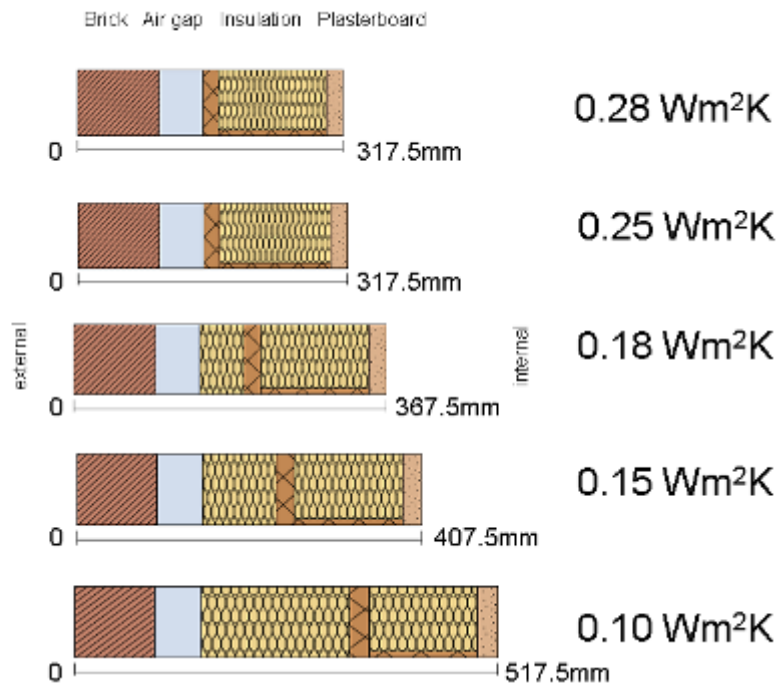 Brick Air gap Insulation Plasterboard
0.28 Wm²K
0 317.5mm
0.25 Wm²K
0 317.5mm
external
internal
0.18 Wm²K
0 367.5mm
0.15 Wm²K
0 407.5mm
0.10 Wm²K
0 517.5mm